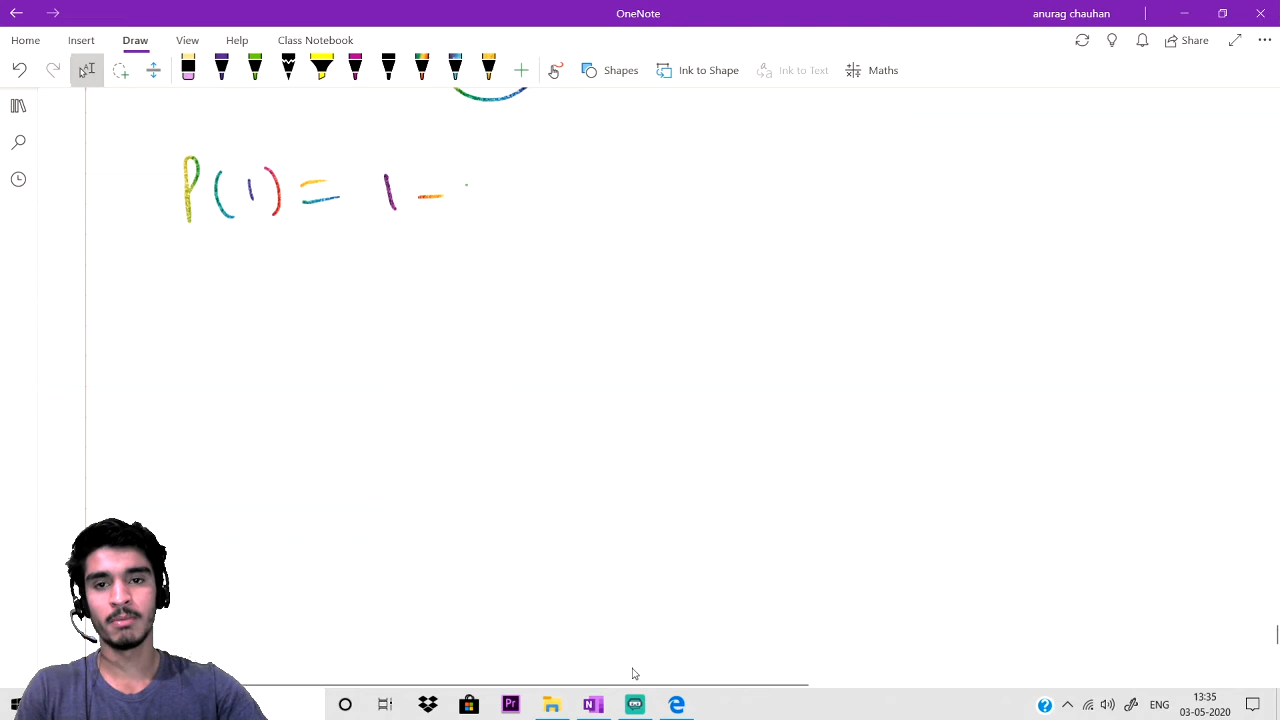 OneNote
anurag chauhan
Home Insert Draw View Help Class Notebook
Share
Shapes Ink to Shape Ink to Text Maths
P(1) = 1 -
Pr N ? ENG 13:35
03-05-2020